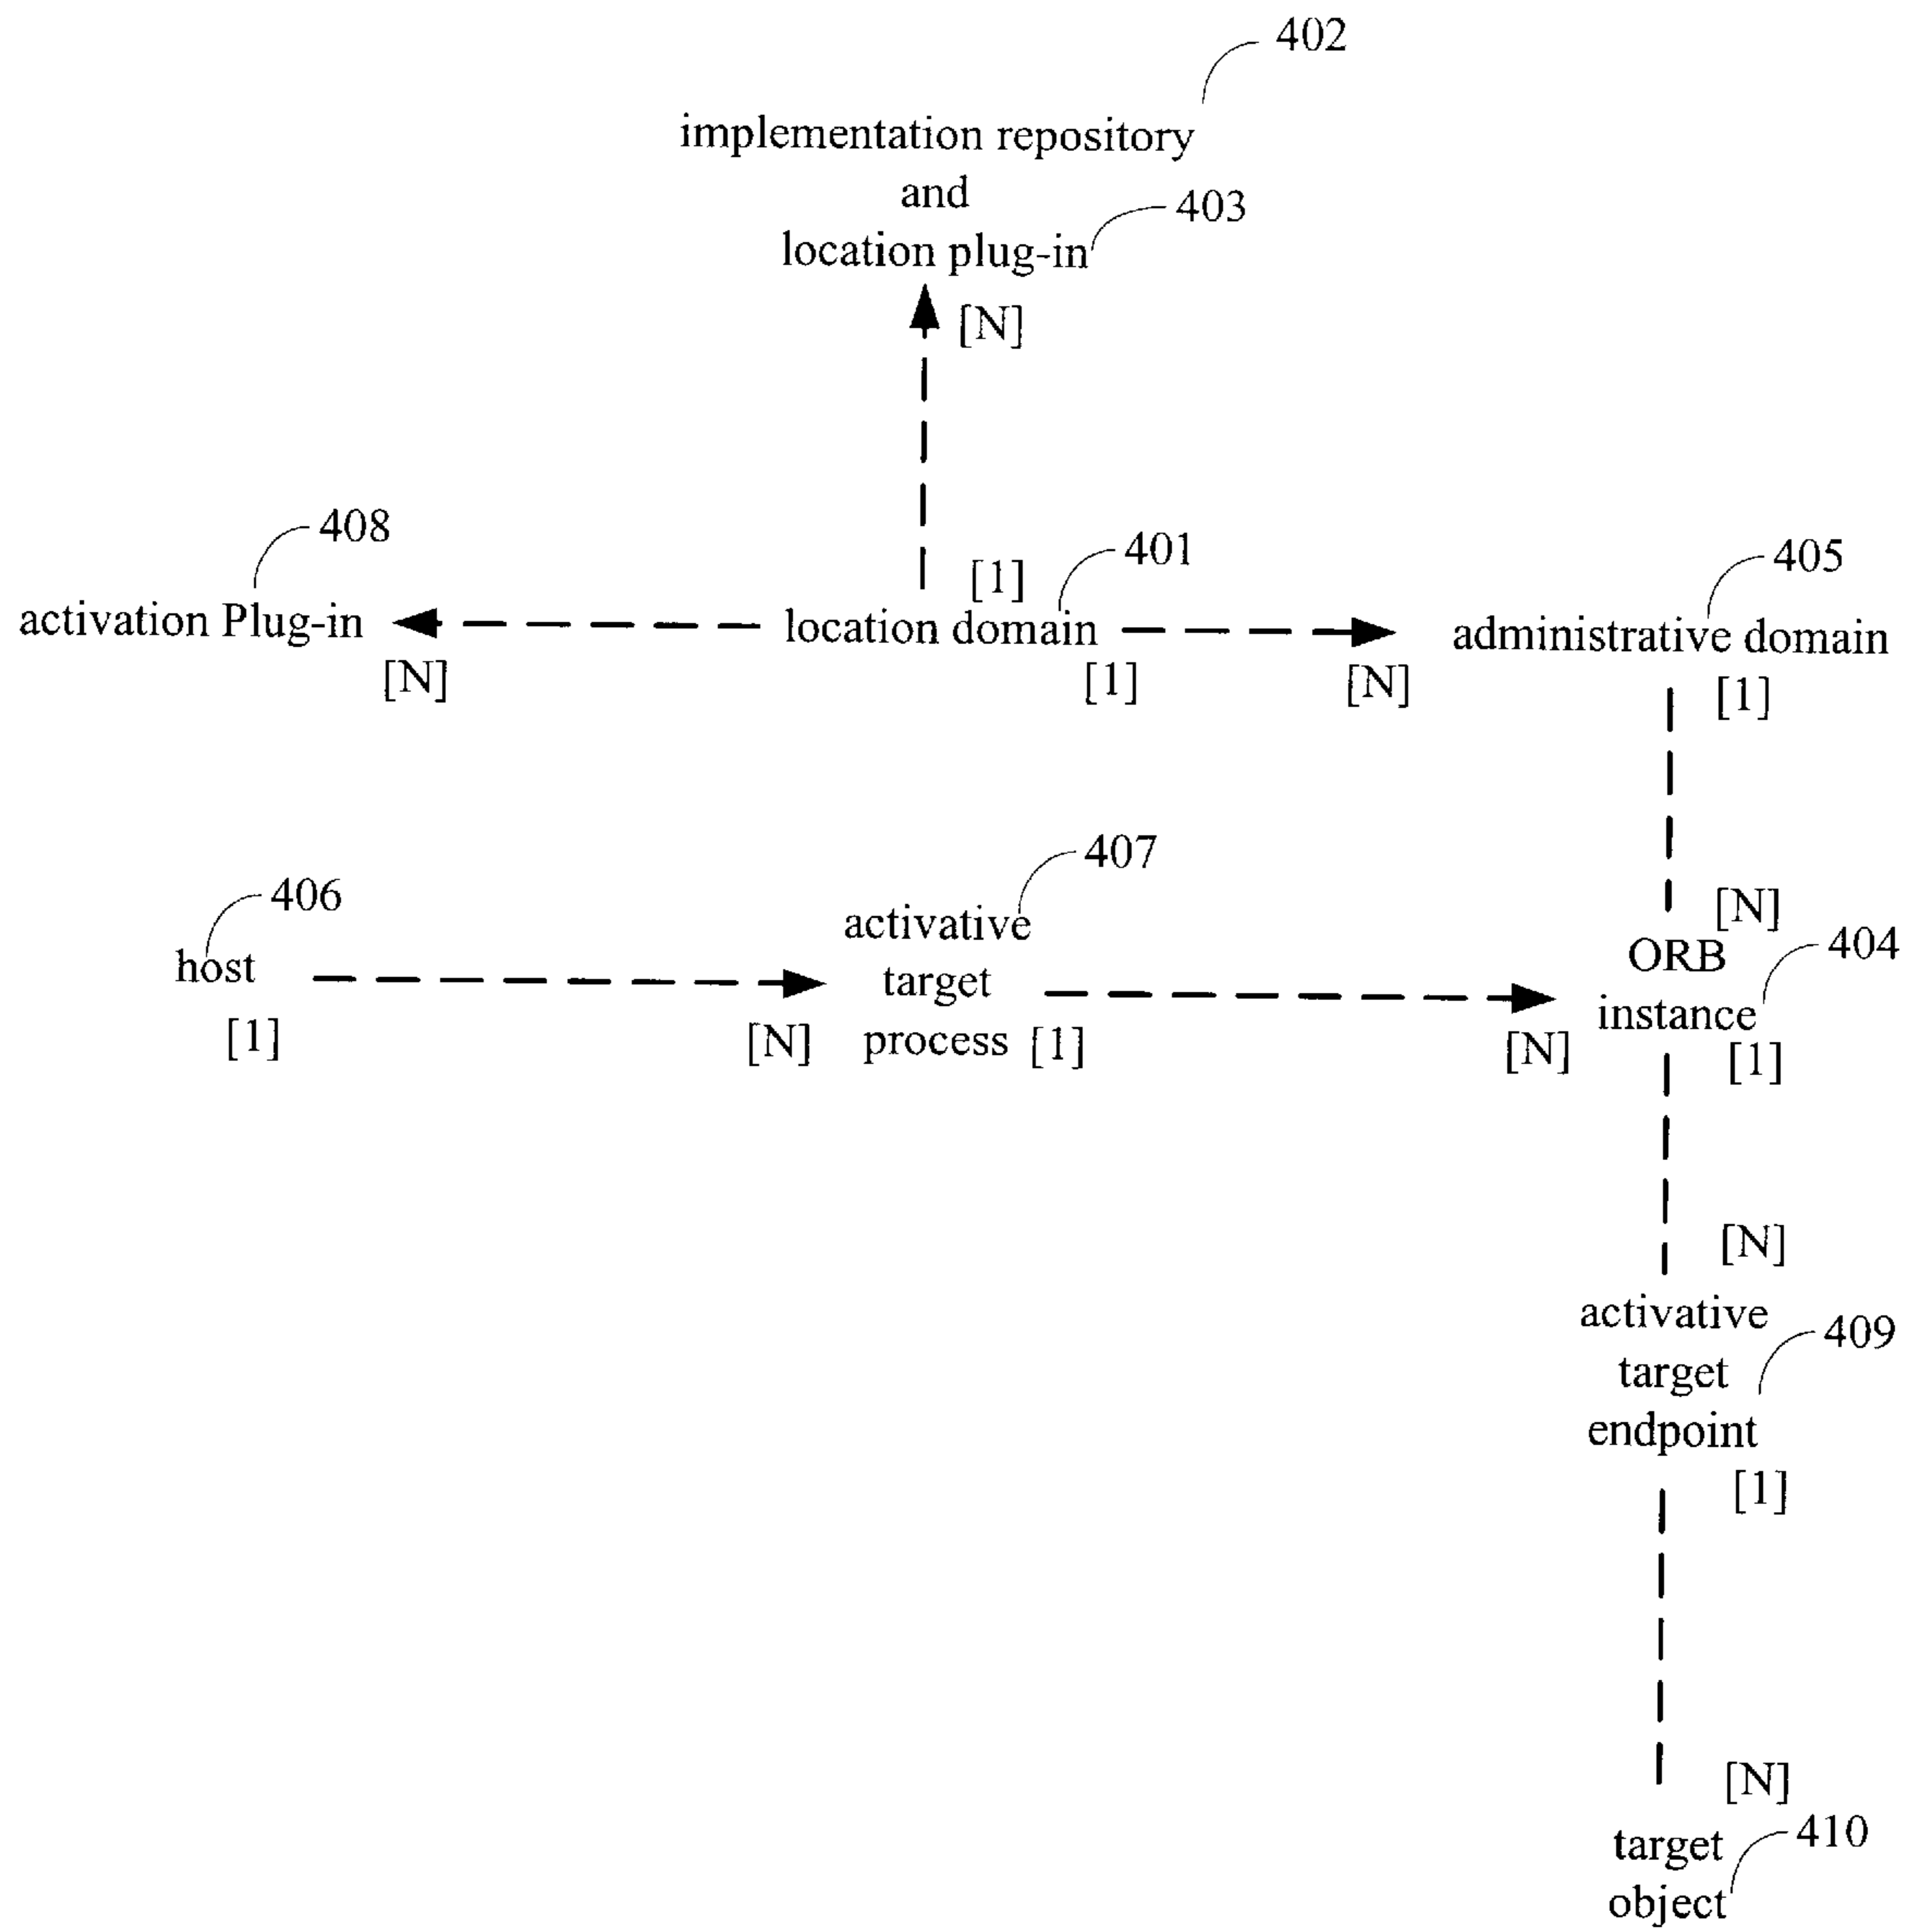 402
implementation repository
and
403
location plug-in
[N]
408
[1]
401
405
activation Plug-in
location domain
administrative domain
[N]
[1]
[N]
[1]
407
406
activative
[N]
host
target
ORB
404
process
instance
[1]
[N]
[1]
[N]
[1]
[N]
activative
409
target
endpoint
[1]
[N]
target
410
object